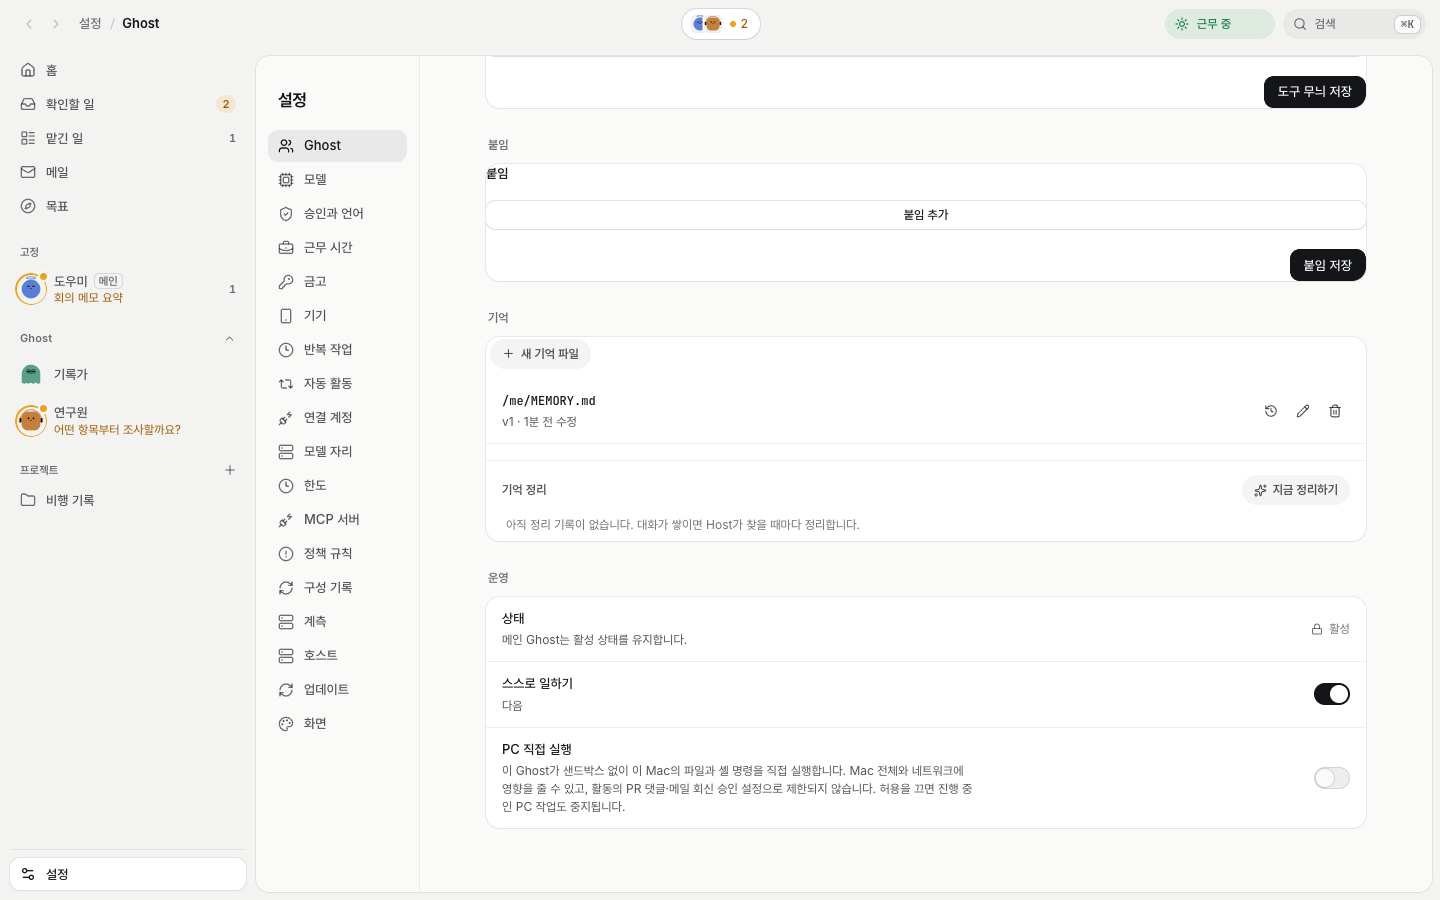 설정 / Ghost
2
근무 중
검색
⌘K
홈
확인할 일
2
맡긴 일
1
메일
목표
고정
도우미
메인
회의 메모 요약
1
Ghost
기록가
연구원
어떤 항목부터 조사할까요?
프로젝트
비행 기록
설정
설정
Ghost
모델
승인과 언어
근무 시간
금고
기기
반복 작업
자동 활동
연결 계정
모델 자리
한도
MCP 서버
정책 규칙
구성 기록
계측
호스트
업데이트
화면
도구 무늬 저장
붙임
붙임
붙임 추가
붙임 저장
기억
새 기억 파일
/me/MEMORY.md
v1 · 1분 전 수정
기억 정리
지금 정리하기
아직 정리 기록이 없습니다. 대화가 쌓이면 Host가 찾을 때마다 정리합니다.
운영
상태
메인 Ghost는 활성 상태를 유지합니다.
활성
스스로 일하기
다음
PC 직접 실행
이 Ghost가 샌드박스 없이 이 Mac의 파일과 셸 명령을 직접 실행합니다. Mac 전체와 네트워크에
영향을 줄 수 있고, 활동의 PR 댓글·메일 회신 승인 설정으로 제한되지 않습니다. 허용을 끄면 진행 중
인 PC 작업도 중지됩니다.